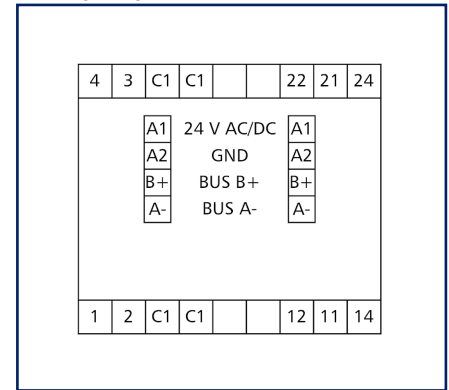 4 3 C1 C1 22 21 24
A1 24 V AC/DC A1
A2 GND A2
B+ BUS B+ B+
A- BUS A- A-
1 2 C1 C1 12 11 14